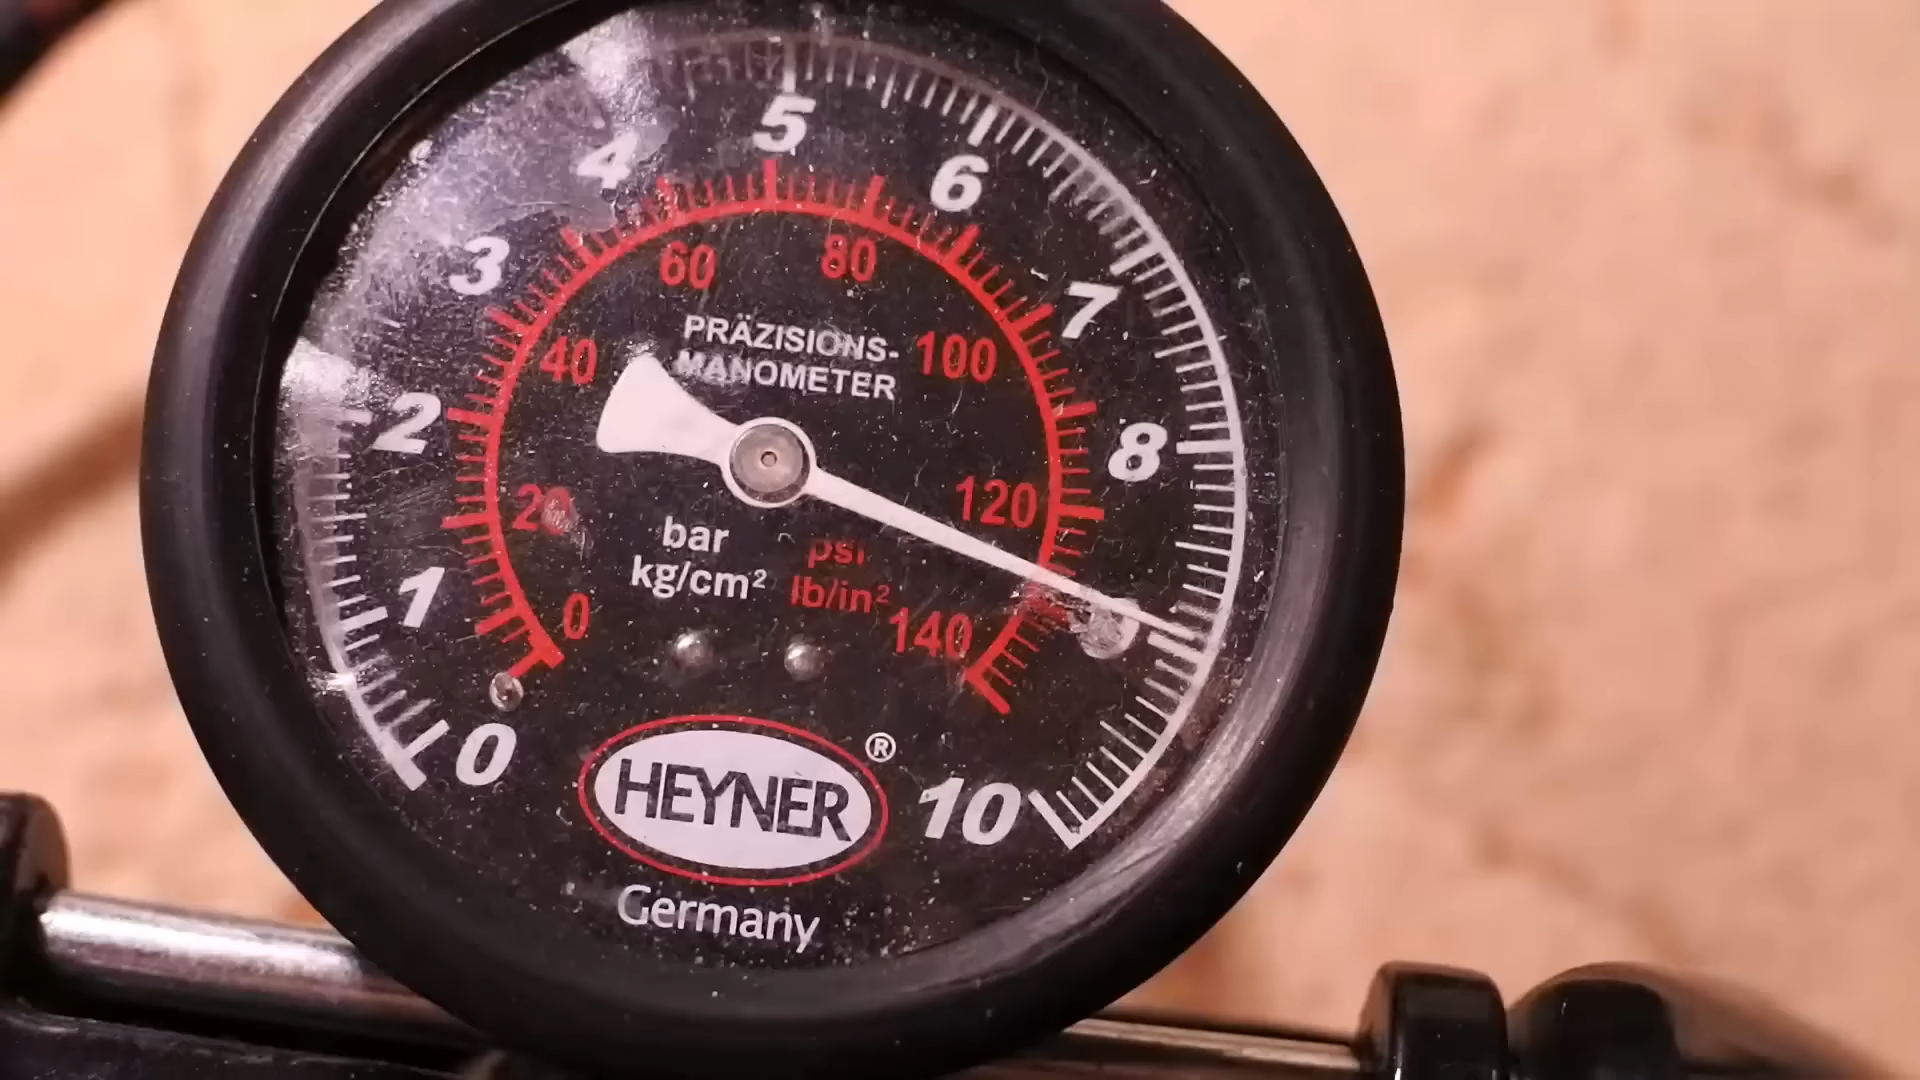 5
4
6
3
60
80
7
PRÄZISIONS-
40
100
MANOMETER
2
8
20
120
bar
psi
kg/cm²
lb/in²
1
0
140
9
0
HEYNER®
10
Germany